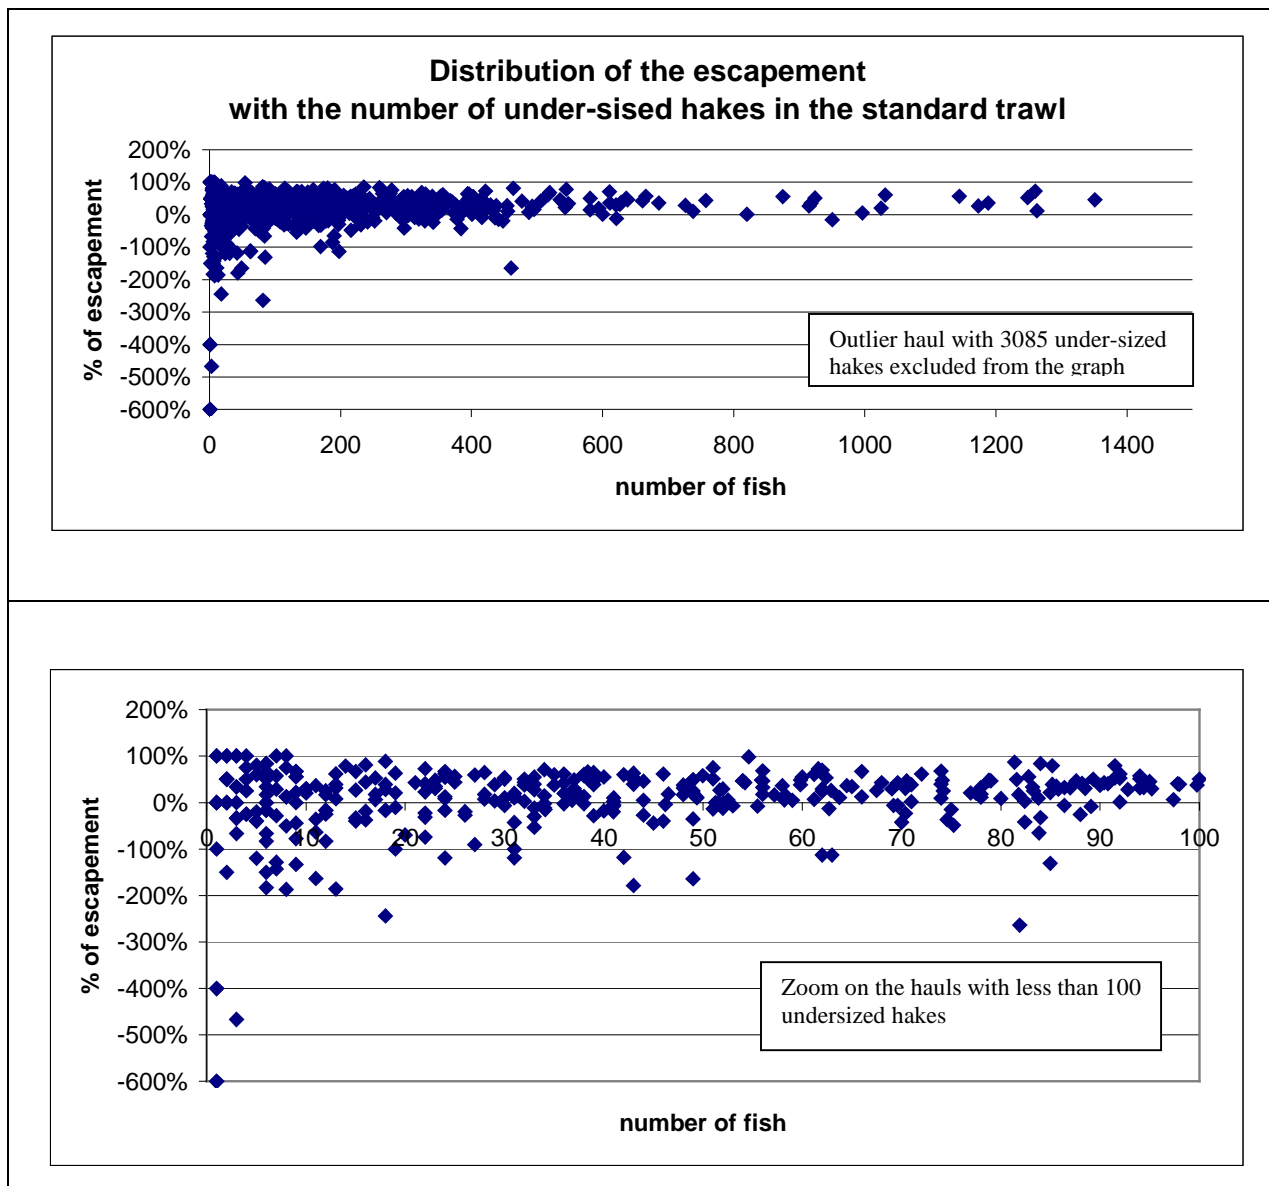 Distribution of the escapement
with the number of under-sised hakes in the standard trawl
200%
100%
0%
-100%
-200%
-300%
-400%
-500%
-600%
% of escapement
0 200 400 600 800 1000 1200 1400
number of fish
Outlier haul with 3085 under-sized
hakes excluded from the graph
200%
100%
0%
-100%
-200%
-300%
-400%
-500%
-600%
% of escapement
0 10 20 30 40 50 60 70 80 90 100
number of fish
Zoom on the hauls with less than 100
undersized hakes